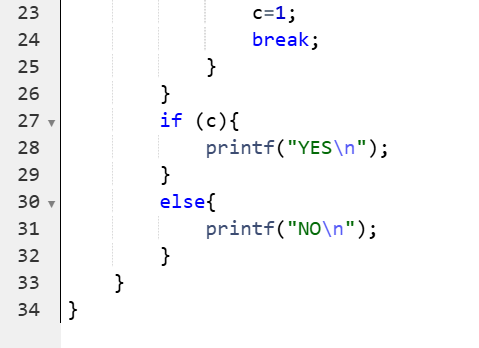 23                 c=1;
24                 break;
25             }
26         }
27         if (c){
28             printf("YES\n");
29         }
30         else{
31             printf("NO\n");
32         }
33     }
34 }